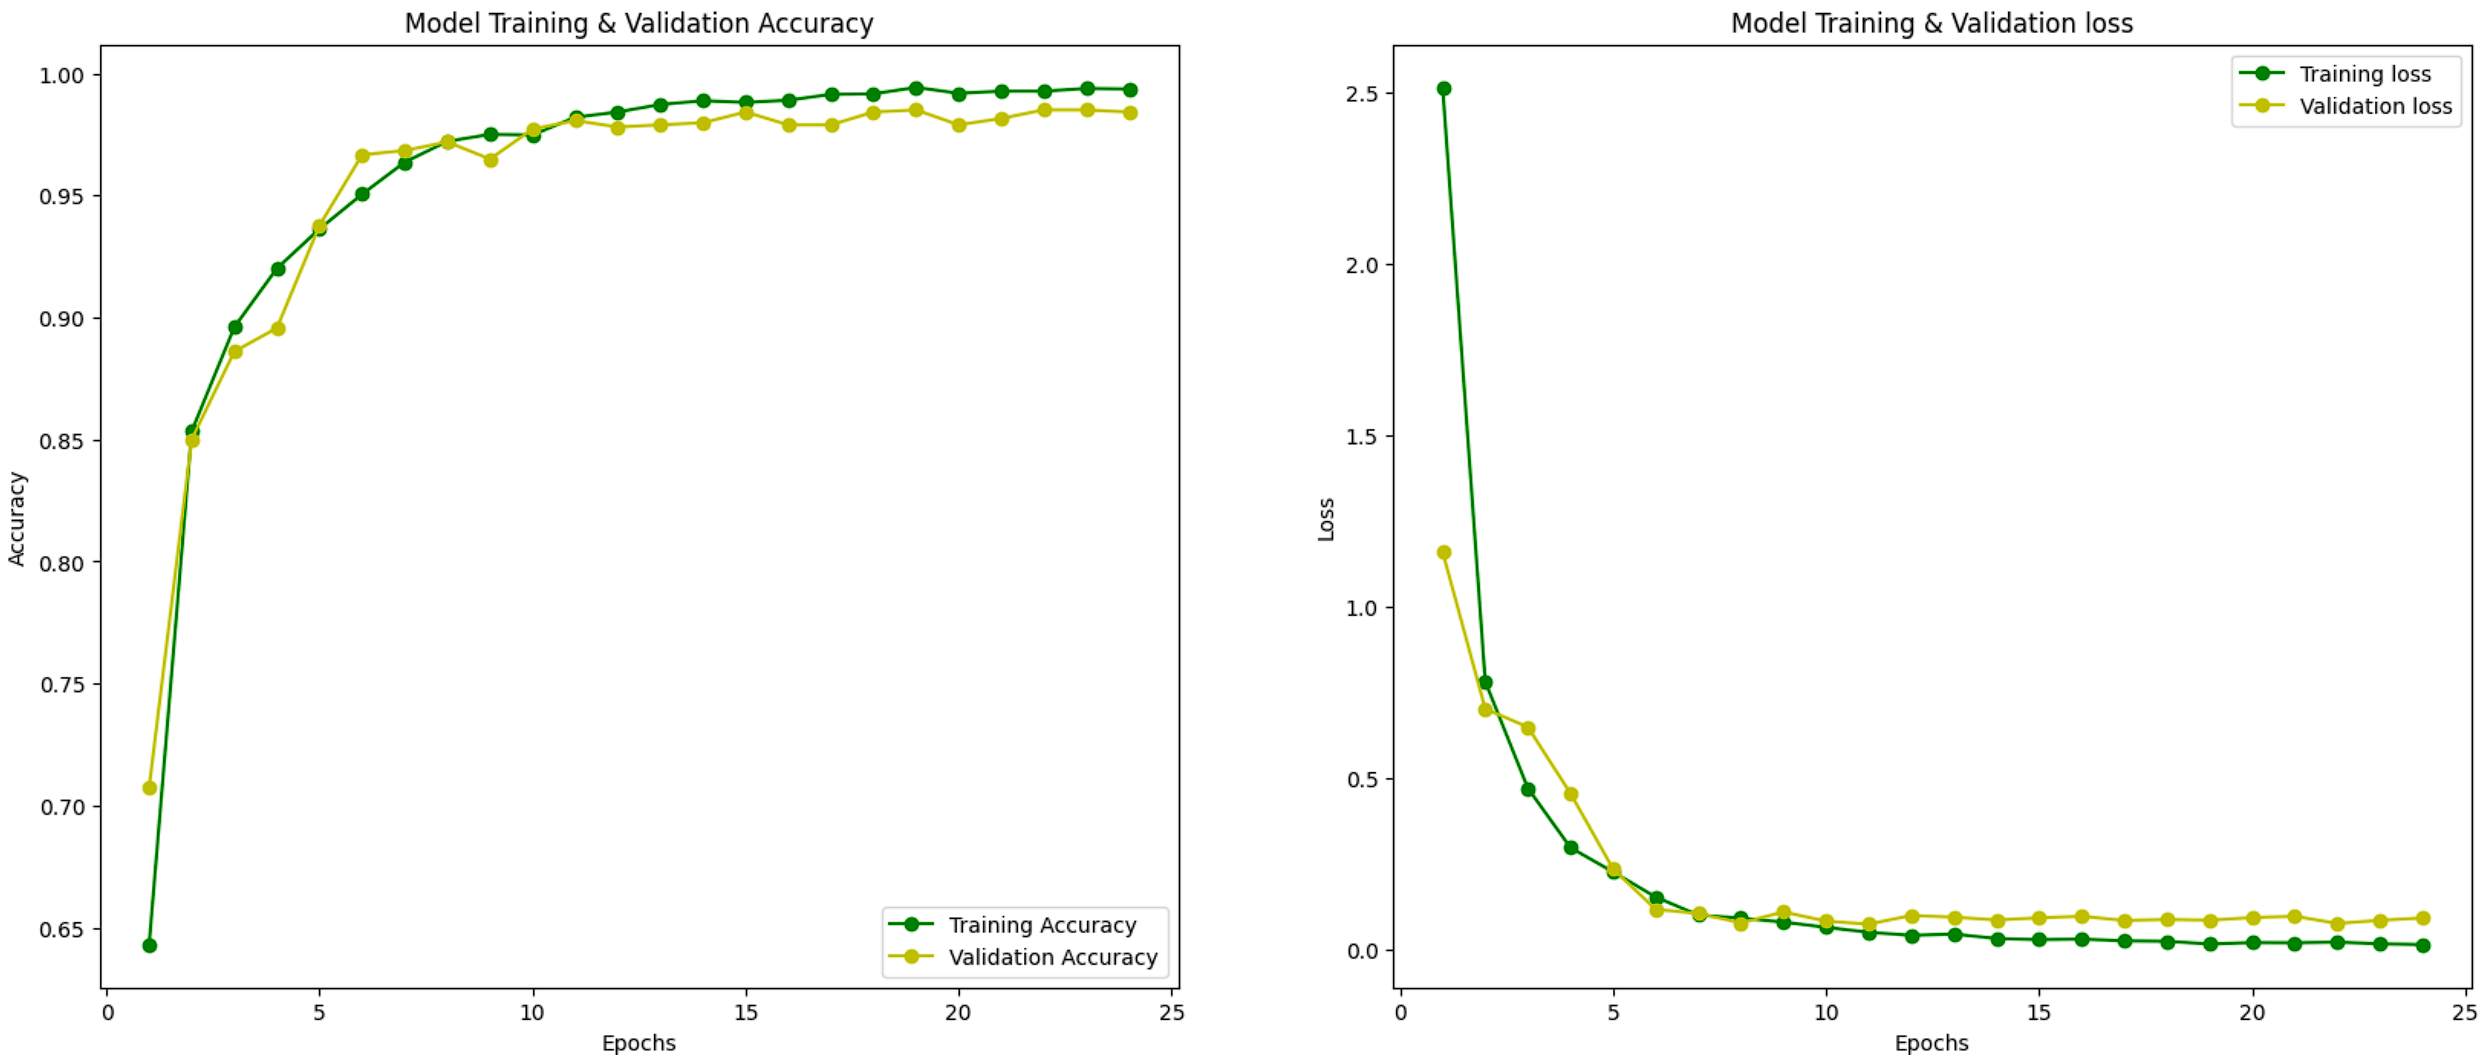 Model Training & Validation Accuracy
1.00
0.95
0.90
0.85
0.80
0.75
0.70
0.65
Accuracy
Training Accuracy
Validation Accuracy
0 5 10 15 20 25
Epochs
Model Training & Validation loss
Training loss
Validation loss
2.5
2.0
1.5
1.0
0.5
0.0
Loss
0 5 10 15 20 25
Epochs